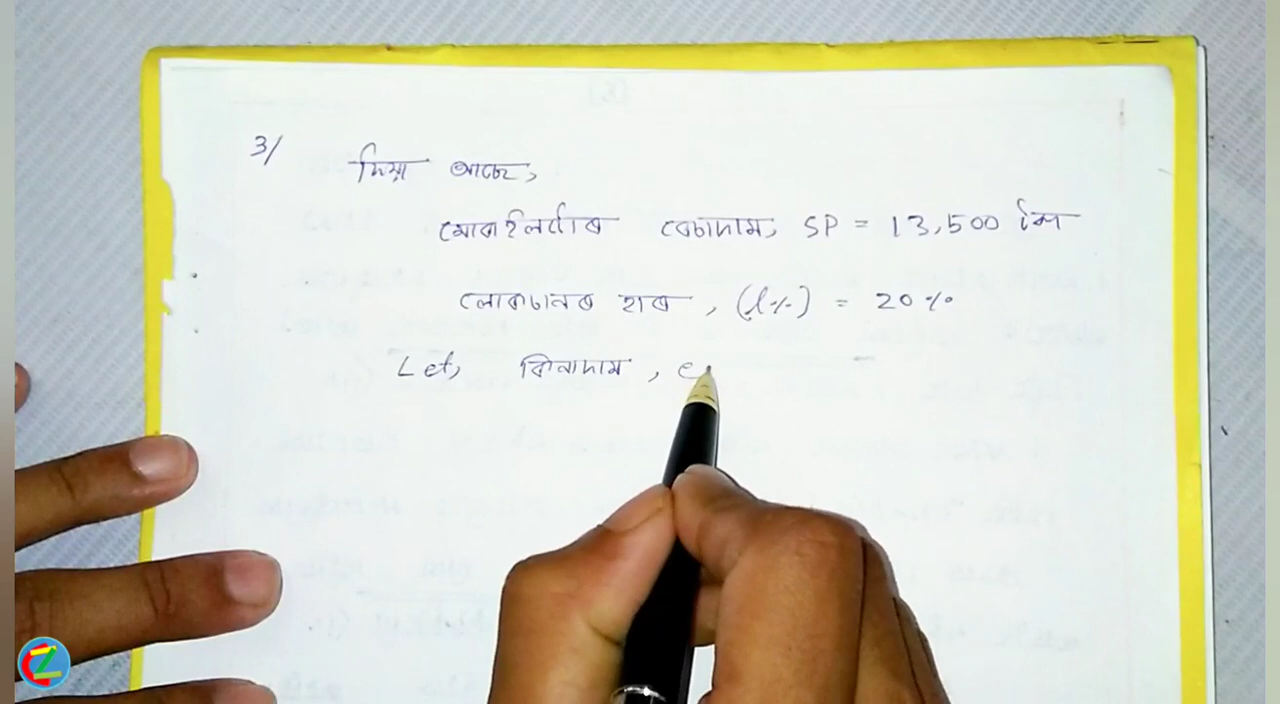 3/ দিয়া আছে,
মোবাইলটোৰ বেচাদাম, SP = 13,500 টকা
লোকচানৰ হাৰ, (l%) = 20%
Let, কিনাদাম, c